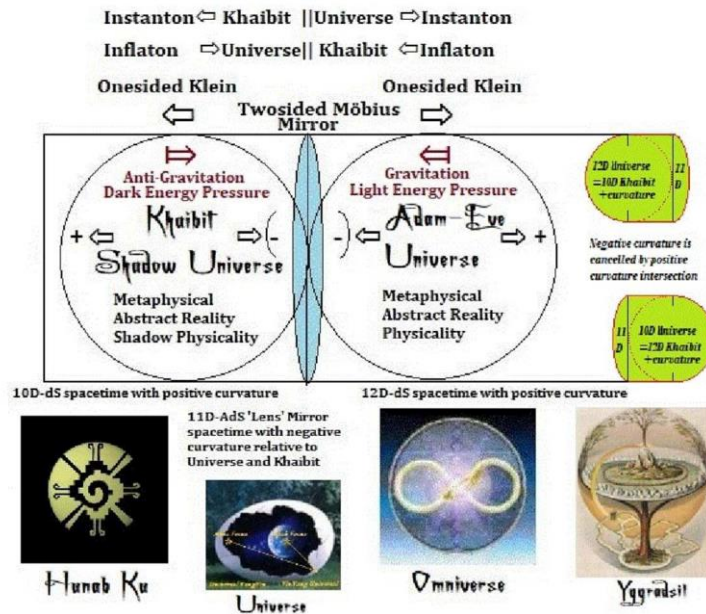 Instanton⇦ Khaibit ||Universe ⇨Instanton
Inflaton ⇨Universe|| Khaibit ⇦Inflaton
Onesided Klein
Onesided Klein
Twosided Möbius
Mirror
Anti-Gravitation
Dark Energy Pressure
Khaibit
+ ⇦ ⇨ (-
Shadow Universe
Metaphysical
Abstract Reality
Shadow Physicality
Gravitation
Light Energy Pressure
Adam-Eve
-) ⇦ ⇨ +
Universe
Metaphysical
Abstract Reality
Physicality
12D Universe
=10D Khaibit
+curvature
11
D
Negative curvature is
cancelled by positive
curvature intersection
11
D
10D Universe
=12D Khaibit
+curvature
10D-dS spacetime with positive curvature
12D-dS spacetime with positive curvature
11D-AdS 'Lens' Mirror
spacetime with negative
curvature relative to
Universe and Khaibit
Hunab Ku
Universe
Omniverse
Yggradsil